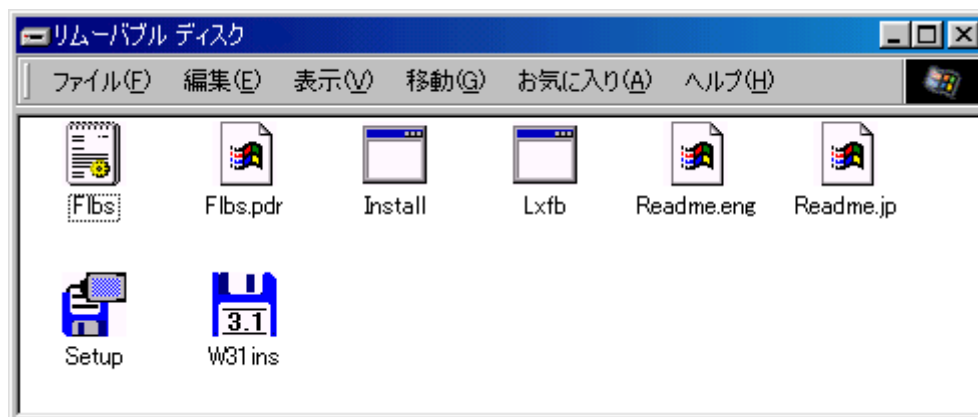 リムーバブル ディスク
ファイル(F) 編集(E) 表示(V) 移動(G) お気に入り(A) ヘルプ(H)
Flbs Flbs.pdr Install Lxfb Readme.eng Readme.jp
3.1
Setup W31ins